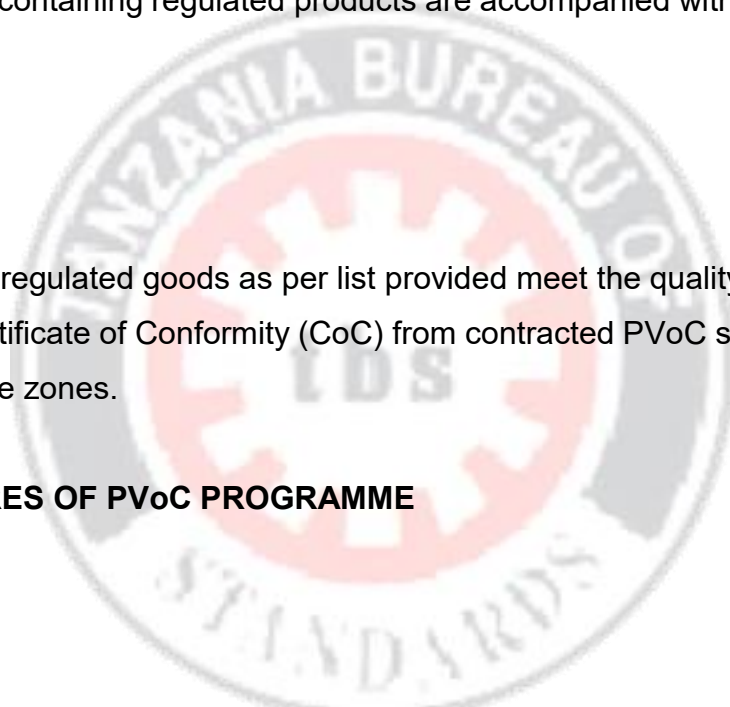 containing regulated products are accompanied with
TANZANIA BUREAU OF
regulated goods as per list provided meet the quality
tificate of Conformity (CoC) from contracted PVoC s
e zones.
tbs
RES OF PVoC PROGRAMME
STANDARDS